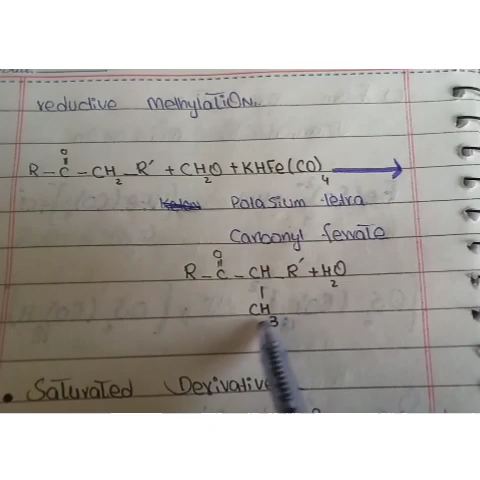 reductive Methylation.
O
R-C-CH2-R´ + CH2O + KHFe(CO)4
Potasium tetra
Carbonyl ferrate
O
R-C-CH-R´ + H2O
CH3
• Saturated Derivative